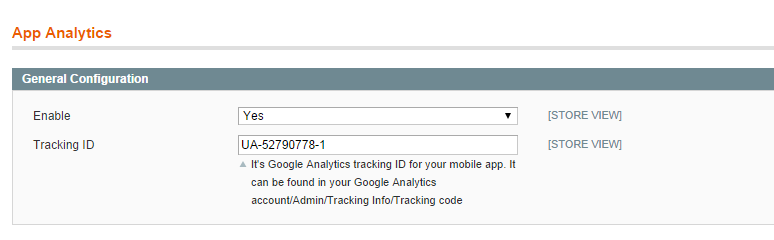 App Analytics
General Configuration
Enable Yes [STORE VIEW]
Tracking ID UA-52790778-1 [STORE VIEW]
It's Google Analytics tracking ID for your mobile app. It
can be found in your Google Analytics
account/Admin/Tracking Info/Tracking code